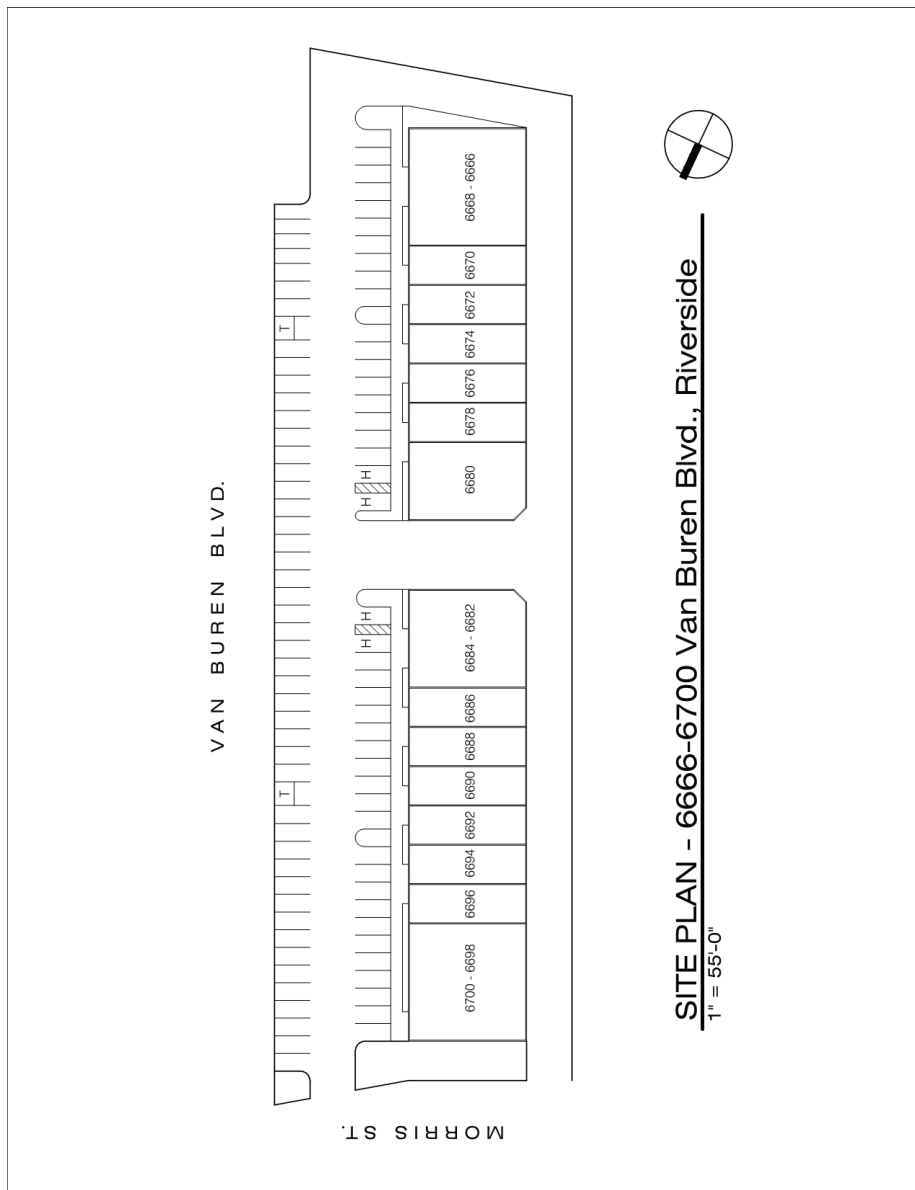 6668 - 6666
6670
6672
6674
6676
6678
6680
T
H
H
VAN BUREN BLVD.
H
H
6684 - 6682
6686
6688
6690
6692
6694
6696
6700 - 6698
T
MORRIS ST.
SITE PLAN - 6666-6700 Van Buren Blvd., Riverside
1" = 55'-0"